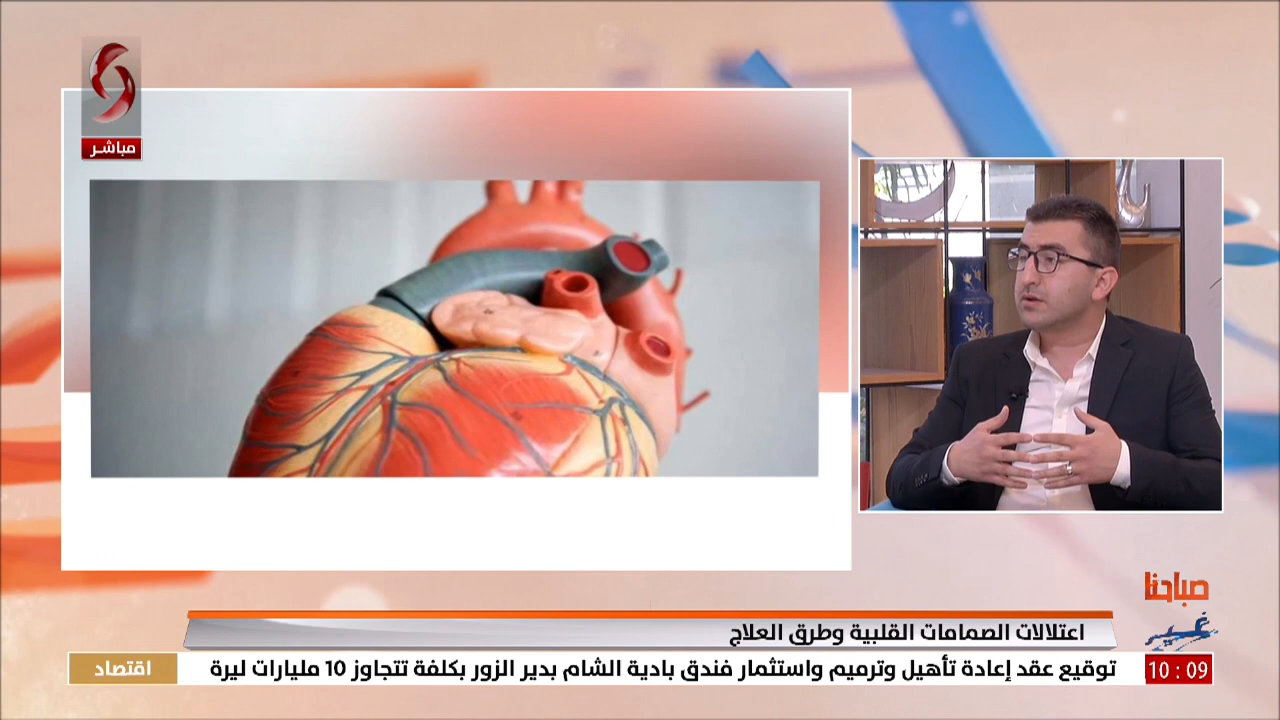 مباشر
صباحنا
غير
اعتلالات الصمامات القلبية وطرق العلاج
10 : 09
توقيع عقد إعادة تأهيل وترميم واستثمار فندق بادية الشام بدير الزور بكلفة تتجاوز 10 مليارات ليرة
اقتصاد